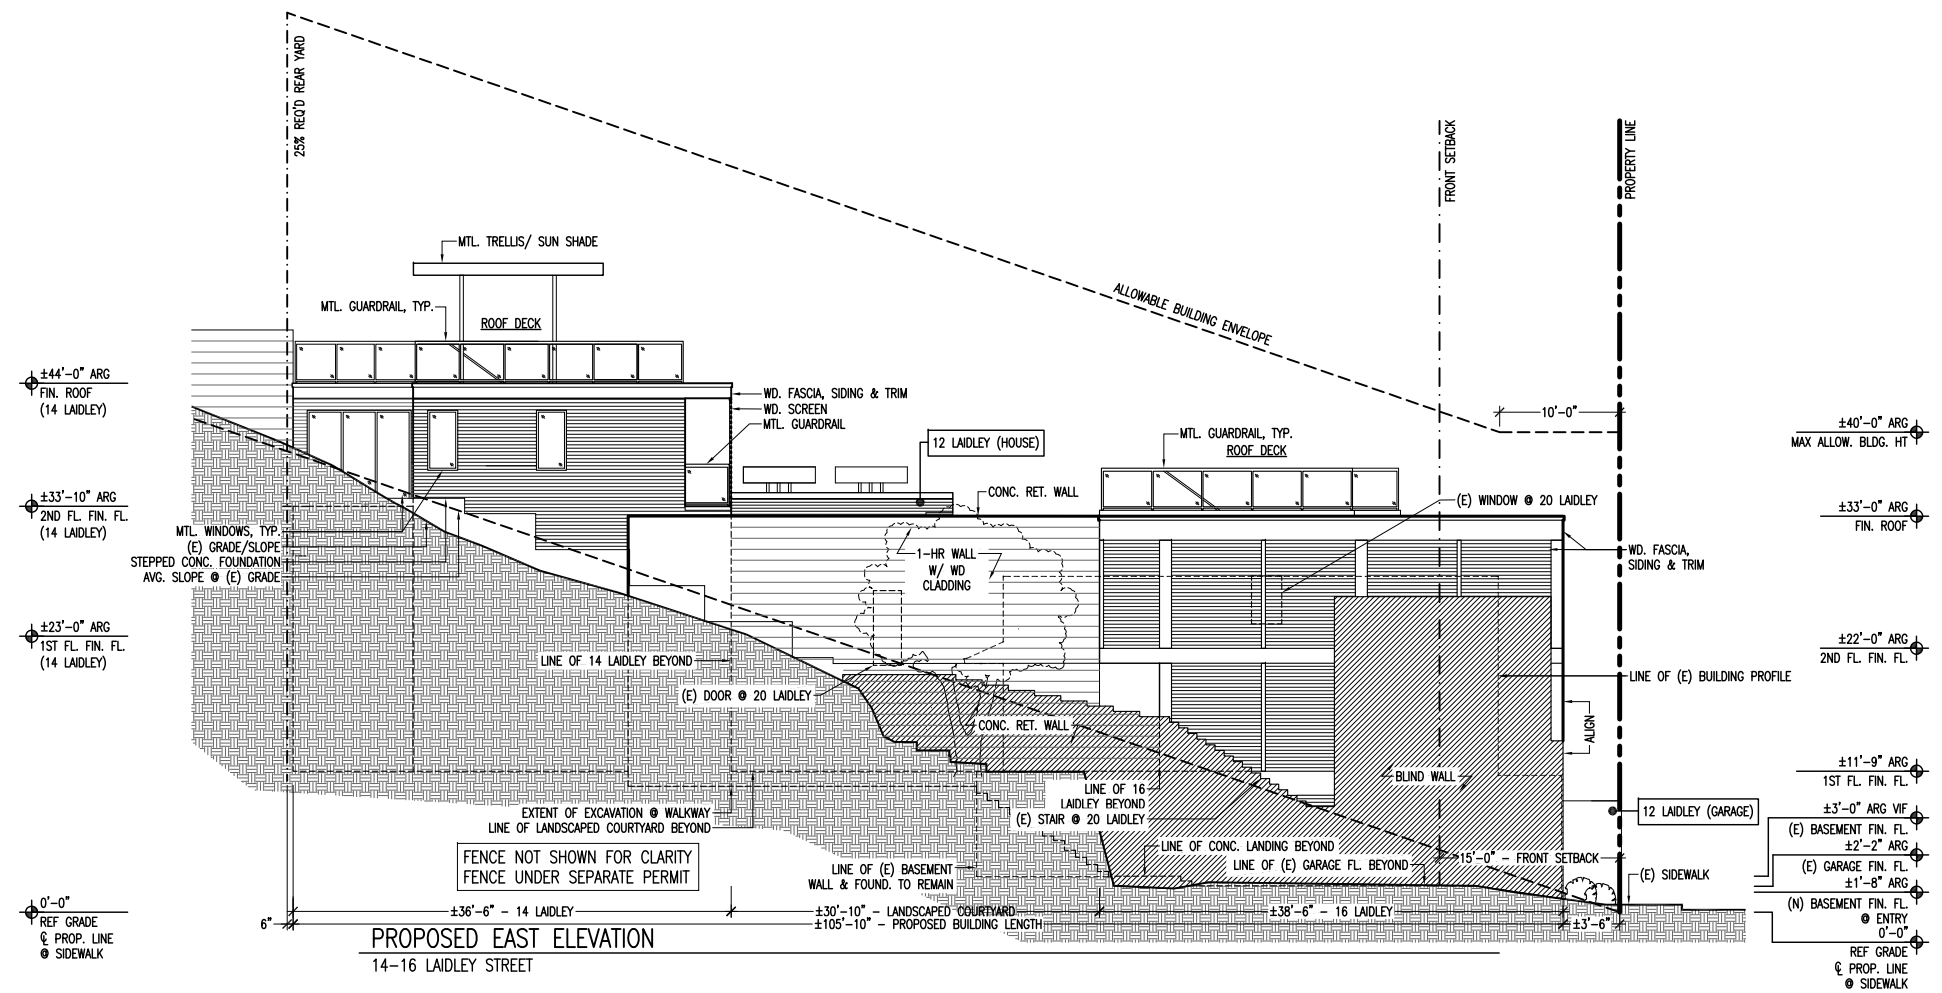 25% REQ'D REAR YARD
FRONT SETBACK
PROPERTY LINE
MTL. TRELLIS/ SUN SHADE
MTL. GUARDRAIL, TYP.
ROOF DECK
ALLOWABLE BUILDING ENVELOPE
±44'-0" ARG
FIN. ROOF
(14 LAIDLEY)
WD. FASCIA, SIDING & TRIM
WD. SCREEN
MTL. GUARDRAIL
10'-0"
±40'-0" ARG
MAX ALLOW. BLDG. HT
12 LAIDLEY (HOUSE)
MTL. GUARDRAIL, TYP.
ROOF DECK
±33'-10" ARG
2ND FL. FIN. FL.
(14 LAIDLEY)
CONC. RET. WALL
(E) WINDOW @ 20 LAIDLEY
±33'-0" ARG
FIN. ROOF
MTL. WINDOWS, TYP.
(E) GRADE/SLOPE
STEPPED CONC. FOUNDATION
AVG. SLOPE @ (E) GRADE
1-HR WALL
W/ WD
CLADDING
WD. FASCIA,
SIDING & TRIM
±23'-0" ARG
1ST FL. FIN. FL.
(14 LAIDLEY)
±22'-0" ARG
2ND FL. FIN. FL.
LINE OF 14 LAIDLEY BEYOND
LINE OF (E) BUILDING PROFILE
(E) DOOR @ 20 LAIDLEY
CONC. RET. WALL
ALIGN
BLIND WALL
±11'-9" ARG
1ST FL. FIN. FL.
LINE OF 16
LAIDLEY BEYOND
(E) STAIR @ 20 LAIDLEY
EXTENT OF EXCAVATION @ WALKWAY
LINE OF LANDSCAPED COURTYARD BEYOND
12 LAIDLEY (GARAGE)
±3'-0" ARG VIF
(E) BASEMENT FIN. FL.
±2'-2" ARG
(E) GARAGE FIN. FL.
±1'-8" ARG
(N) BASEMENT FIN. FL.
@ ENTRY
0'-0"
REF GRADE
℄ PROP. LINE
@ SIDEWALK
FENCE NOT SHOWN FOR CLARITY
FENCE UNDER SEPARATE PERMIT
LINE OF CONC. LANDING BEYOND
LINE OF (E) GARAGE FL. BEYOND
15'-0" - FRONT SETBACK
LINE OF (E) BASEMENT
WALL & FOUND. TO REMAIN
(E) SIDEWALK
0'-0"
REF GRADE
℄ PROP. LINE
@ SIDEWALK
6"
±36'-6" - 14 LAIDLEY
±30'-10" - LANDSCAPED COURTYARD
±38'-6" - 16 LAIDLEY
±105'-10" - PROPOSED BUILDING LENGTH
±3'-6"
PROPOSED EAST ELEVATION
14-16 LAIDLEY STREET